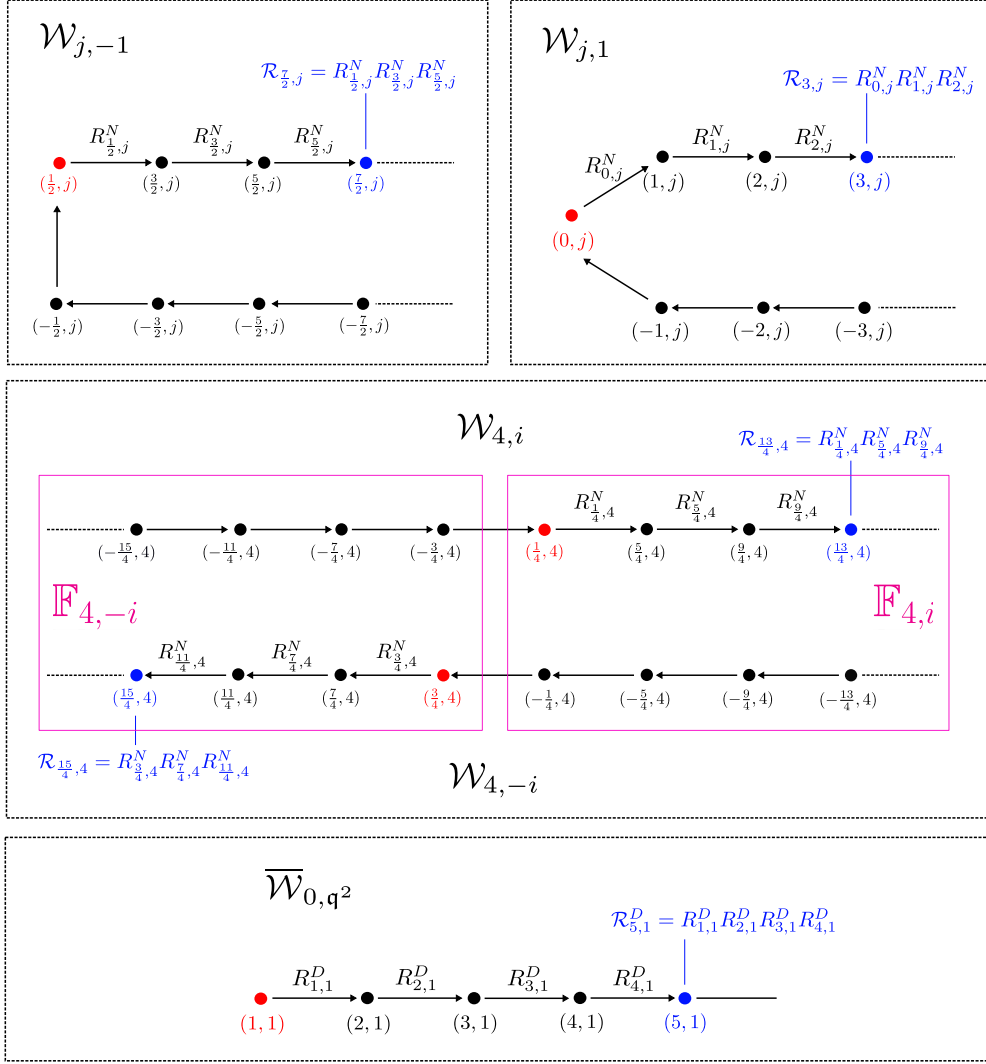 𝒲_{j,−1}
ℛ_{7/2,j} = R^N_{1/2,j} R^N_{3/2,j} R^N_{5/2,j}
R^N_{1/2,j} R^N_{3/2,j} R^N_{5/2,j}
(1/2, j) (3/2, j) (5/2, j) (7/2, j)
(−1/2, j) (−3/2, j) (−5/2, j) (−7/2, j)
𝒲_{j,1}
ℛ_{3,j} = R^N_{0,j} R^N_{1,j} R^N_{2,j}
R^N_{0,j} R^N_{1,j} R^N_{2,j}
(1, j) (2, j) (3, j)
(0, j)
(−1, j) (−2, j) (−3, j)
𝒲_{4,i}
ℛ_{13/4,4} = R^N_{1/4,4} R^N_{5/4,4} R^N_{9/4,4}
R^N_{1/4,4} R^N_{5/4,4} R^N_{9/4,4}
(−15/4, 4) (−11/4, 4) (−7/4, 4) (−3/4, 4) (1/4, 4) (5/4, 4) (9/4, 4) (13/4, 4)
𝔽_{4,−i} 𝔽_{4,i}
R^N_{11/4,4} R^N_{7/4,4} R^N_{3/4,4}
(15/4, 4) (11/4, 4) (7/4, 4) (3/4, 4) (−1/4, 4) (−5/4, 4) (−9/4, 4) (−13/4, 4)
ℛ_{15/4,4} = R^N_{3/4,4} R^N_{7/4,4} R^N_{11/4,4}
𝒲_{4,−i}
\overline{𝒲}_{0,𝔮²}
ℛ^D_{5,1} = R^D_{1,1} R^D_{2,1} R^D_{3,1} R^D_{4,1}
R^D_{1,1} R^D_{2,1} R^D_{3,1} R^D_{4,1}
(1, 1) (2, 1) (3, 1) (4, 1) (5, 1)